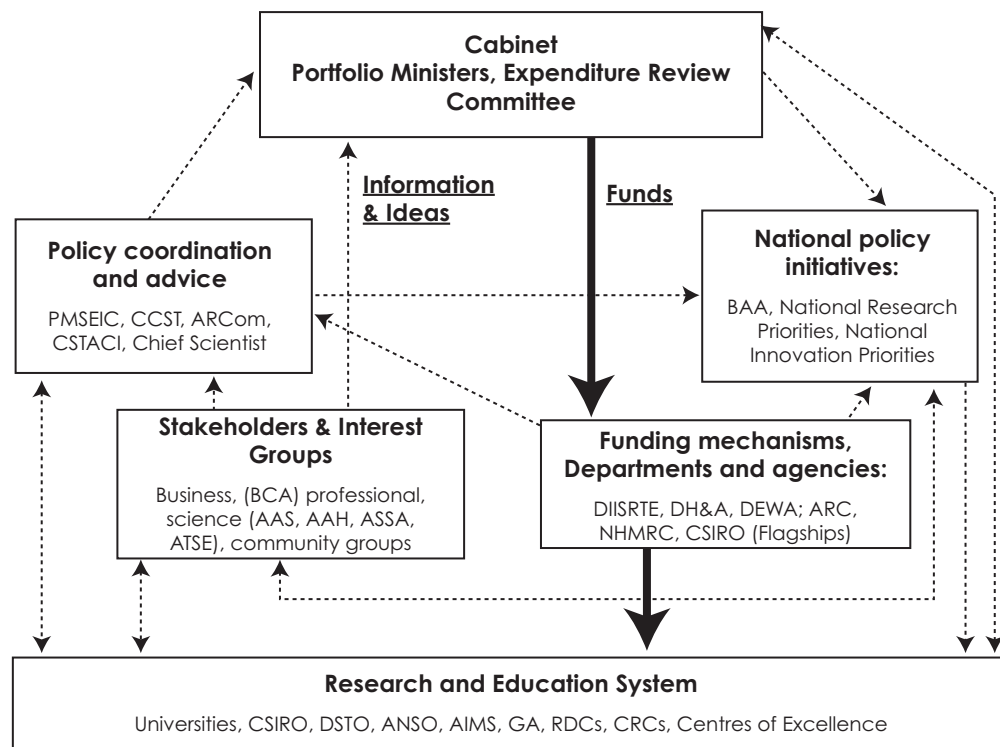 Cabinet
Portfolio Ministers, Expenditure Review
Committee
Information
& Ideas
Funds
Policy coordination
and advice
PMSEIC, CCST, ARCom,
CSTACI, Chief Scientist
National policy
initiatives:
BAA, National Research
Priorities, National
Innovation Priorities
Stakeholders & Interest
Groups
Business, (BCA) professional,
science (AAS, AAH, ASSA,
ATSE), community groups
Funding mechanisms,
Departments and agencies:
DIISRTE, DH&A, DEWA; ARC,
NHMRC, CSIRO (Flagships)
Research and Education System
Universities, CSIRO, DSTO, ANSO, AIMS, GA, RDCs, CRCs, Centres of Excellence